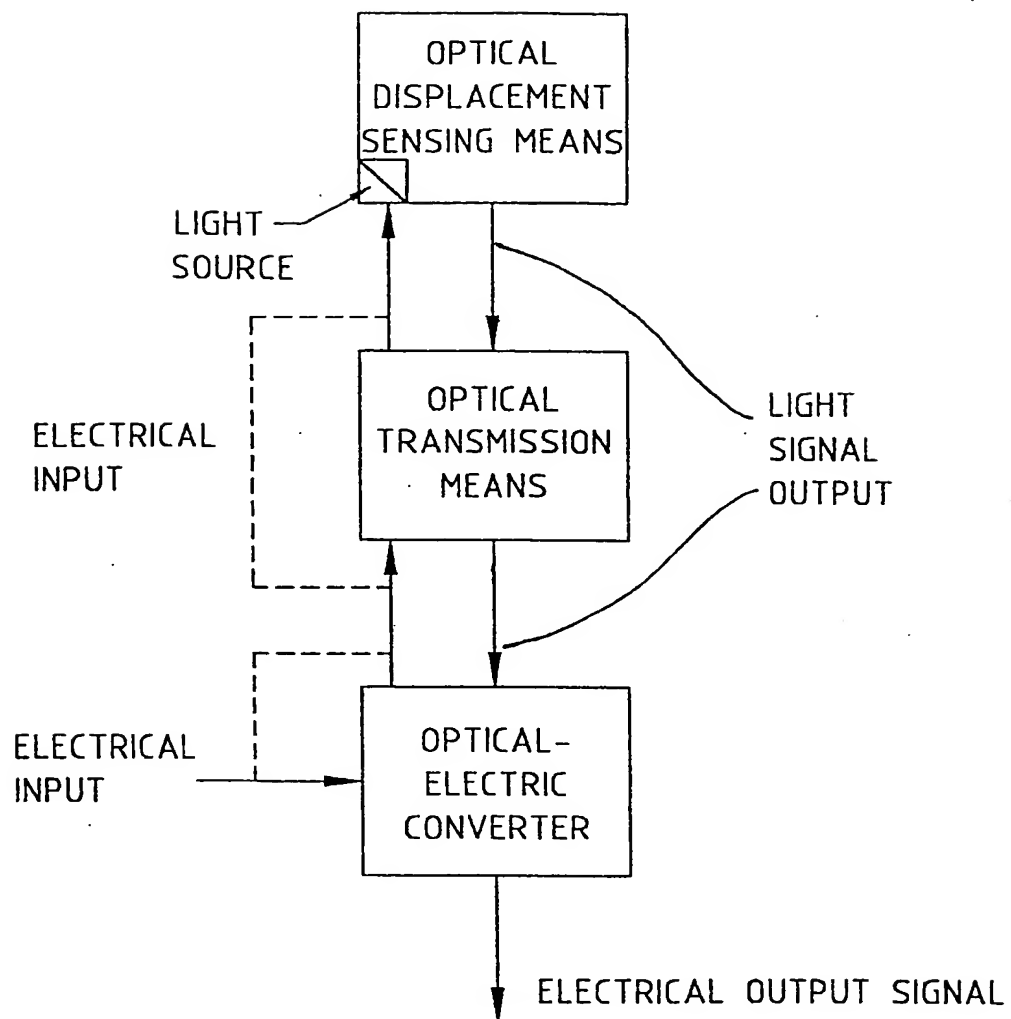 OPTICAL
DISPLACEMENT
SENSING MEANS
LIGHT
SOURCE
OPTICAL
TRANSMISSION
MEANS
ELECTRICAL
INPUT
LIGHT
SIGNAL
OUTPUT
ELECTRICAL
INPUT
OPTICAL-
ELECTRIC
CONVERTER
ELECTRICAL OUTPUT SIGNAL